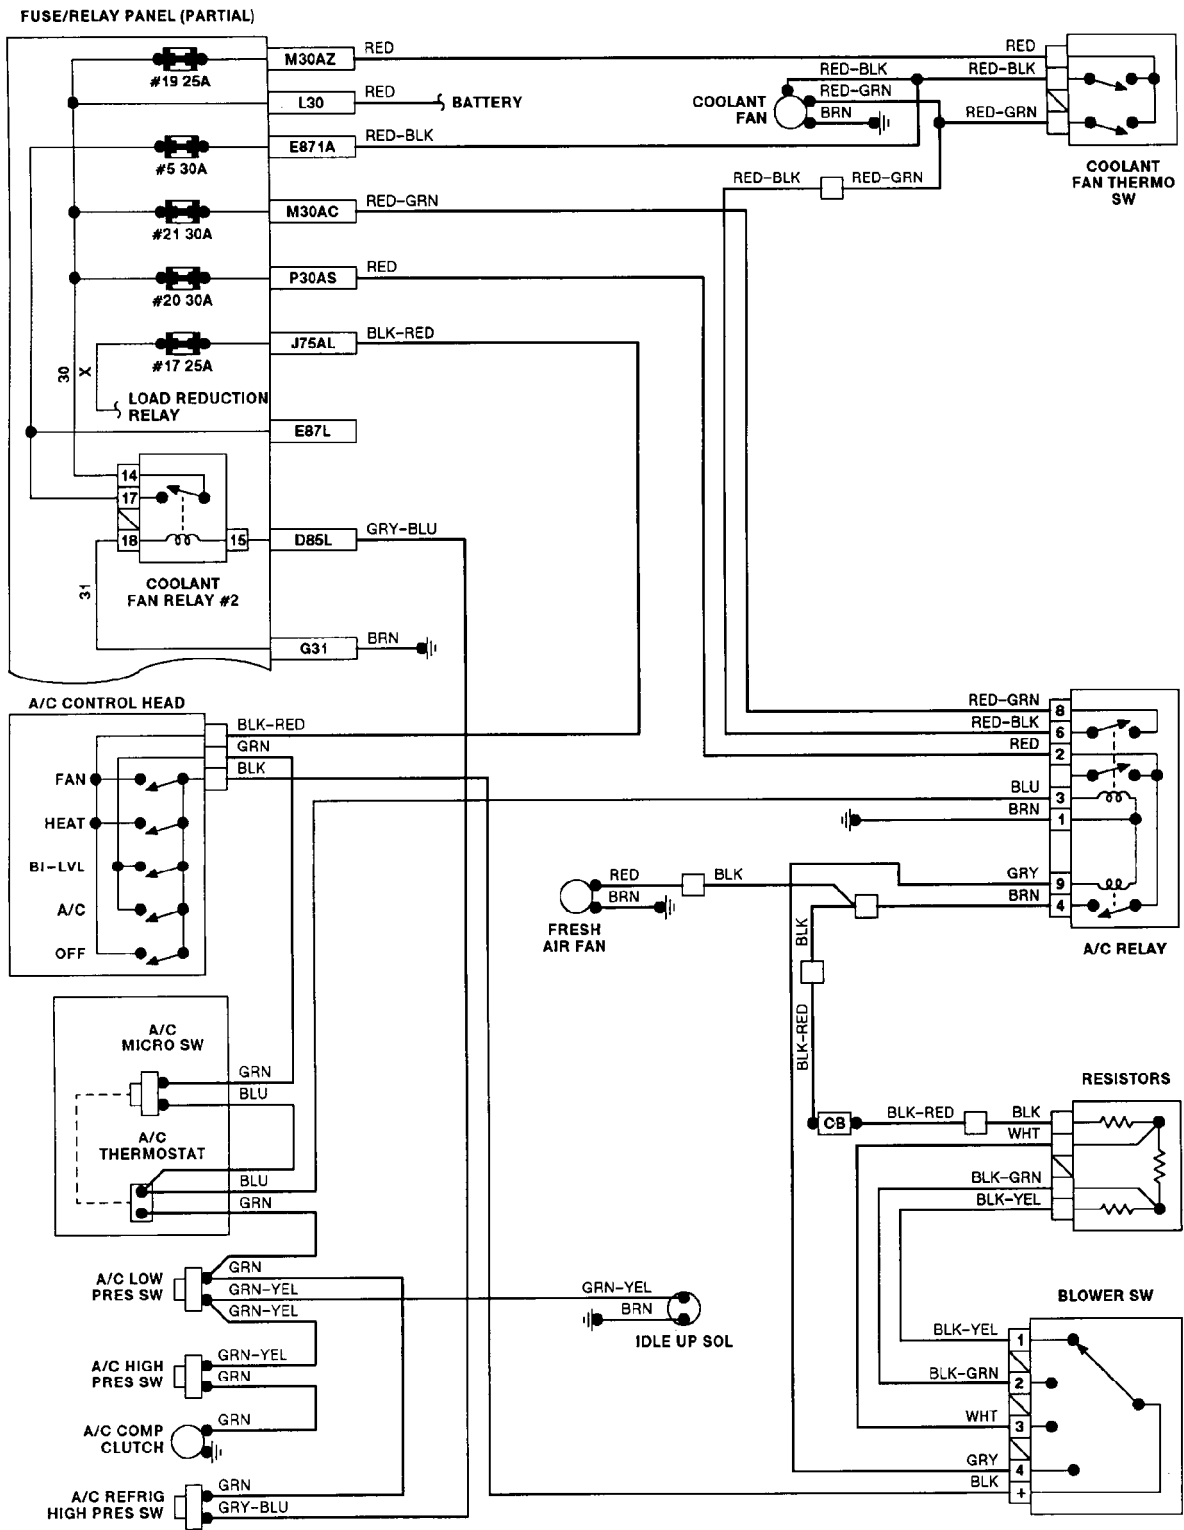 FUSE/RELAY PANEL (PARTIAL)
#19 25A
M30AZ
RED
L30
RED
BATTERY
#5 30A
E871A
RED-BLK
#21 30A
M30AC
RED-GRN
#20 30A
P30AS
RED
#17 25A
J75AL
BLK-RED
30
X
LOAD REDUCTION
RELAY
E87L
14
17
18
15
D85L
GRY-BLU
COOLANT
FAN RELAY #2
31
G31
BRN
COOLANT
FAN
RED-BLK
RED-GRN
BRN
RED
RED-BLK
RED-GRN
COOLANT
FAN THERMO
SW
RED-BLK
RED-GRN
A/C CONTROL HEAD
BLK-RED
GRN
BLK
FAN
HEAT
BI-LVL
A/C
OFF
RED-GRN
8
RED-BLK
6
RED
2
BLU
3
BRN
1
GRY
9
BRN
4
A/C RELAY
RED
BRN
BLK
FRESH
AIR FAN
BLK
BLK-RED
A/C
MICRO SW
GRN
BLU
A/C
THERMOSTAT
BLU
GRN
RESISTORS
CB
BLK-RED
BLK
WHT
BLK-GRN
BLK-YEL
A/C LOW
PRES SW
GRN
GRN-YEL
GRN-YEL
GRN-YEL
BRN
IDLE UP SOL
A/C HIGH
PRES SW
GRN-YEL
GRN
A/C COMP
CLUTCH
GRN
A/C REFRIG
HIGH PRES SW
GRN
GRY-BLU
BLOWER SW
BLK-YEL
1
BLK-GRN
2
WHT
3
GRY
4
BLK
+